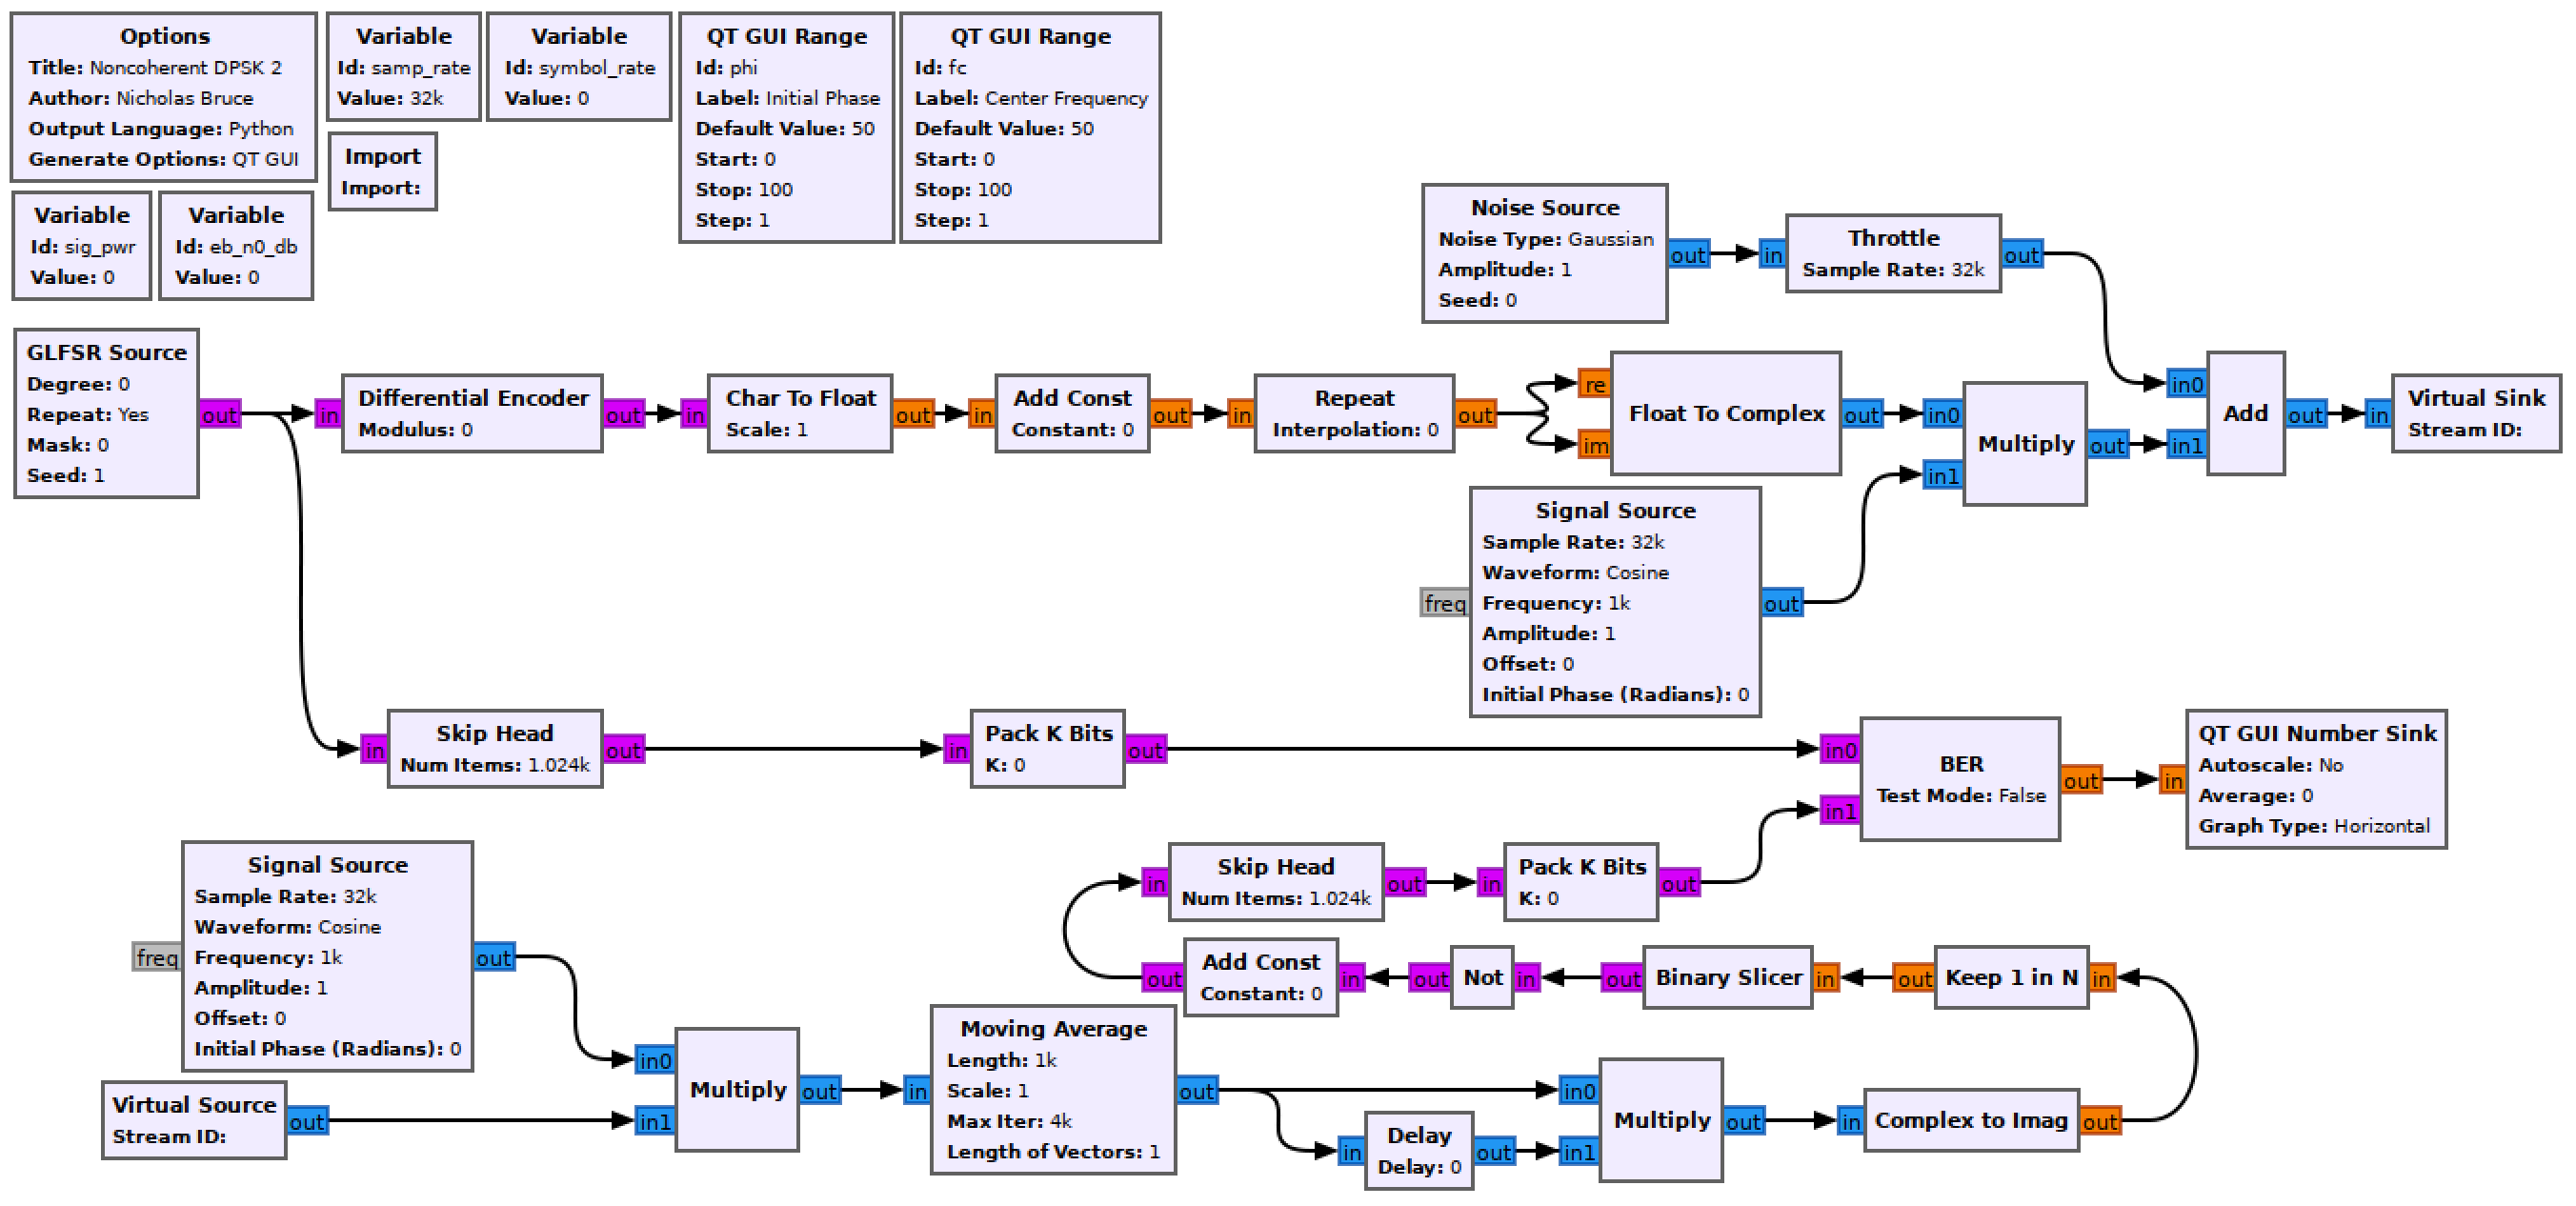 Options
Title: Noncoherent DPSK 2
Author: Nicholas Bruce
Output Language: Python
Generate Options: QT GUI
Variable
Id: samp_rate
Value: 32k
Variable
Id: symbol_rate
Value: 0
QT GUI Range
Id: phi
Label: Initial Phase
Default Value: 50
Start: 0
Stop: 100
Step: 1
QT GUI Range
Id: fc
Label: Center Frequency
Default Value: 50
Start: 0
Stop: 100
Step: 1
Import
Import:
Variable
Id: sig_pwr
Value: 0
Variable
Id: eb_n0_db
Value: 0
Noise Source
Noise Type: Gaussian
Amplitude: 1
Seed: 0
out
in
Throttle
Sample Rate: 32k
out
GLFSR Source
Degree: 0
Repeat: Yes
Mask: 0
Seed: 1
out
in
Differential Encoder
Modulus: 0
out
in
Char To Float
Scale: 1
out
in
Add Const
Constant: 0
out
in
Repeat
Interpolation: 0
out
re
im
Float To Complex
out
in0
in1
Multiply
out
in0
in1
Add
out
in
Virtual Sink
Stream ID:
freq
Signal Source
Sample Rate: 32k
Waveform: Cosine
Frequency: 1k
Amplitude: 1
Offset: 0
Initial Phase (Radians): 0
out
in
Skip Head
Num Items: 1.024k
out
in
Pack K Bits
K: 0
out
in0
in1
BER
Test Mode: False
out
in
QT GUI Number Sink
Autoscale: No
Average: 0
Graph Type: Horizontal
in
Skip Head
Num Items: 1.024k
out
in
Pack K Bits
K: 0
out
freq
Signal Source
Sample Rate: 32k
Waveform: Cosine
Frequency: 1k
Amplitude: 1
Offset: 0
Initial Phase (Radians): 0
out
out
Add Const
Constant: 0
in
out
Not
in
out
Binary Slicer
in
out
Keep 1 in N
in
Virtual Source
Stream ID:
out
in0
in1
Multiply
out
in
Moving Average
Length: 1k
Scale: 1
Max Iter: 4k
Length of Vectors: 1
out
in
Delay
Delay: 0
out
in0
in1
Multiply
out
in
Complex to Imag
out